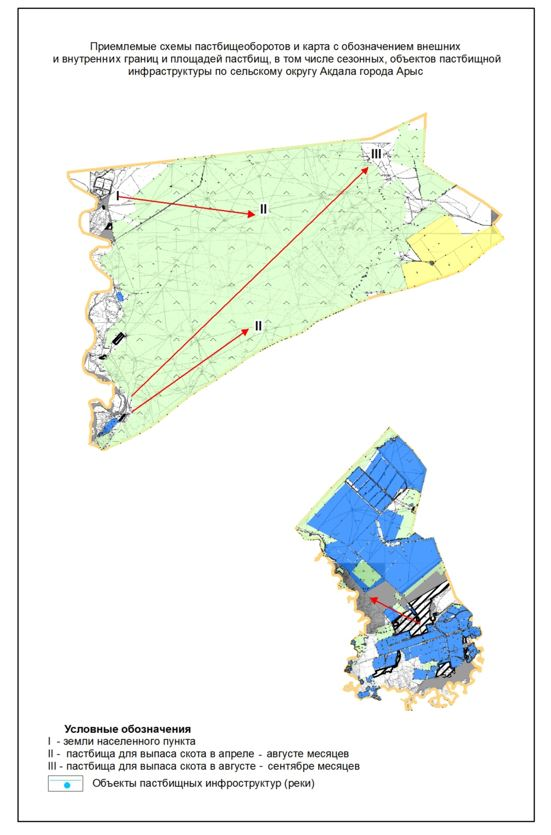 Приемлемые схемы пастбищеоборотов и карта с обозначением внешних
и внутренних границ и площадей пастбищ, в том числе сезонных, объектов пастбищной
инфраструктуры по сельскому округу Акдала города Арыс
III
I
II
II
Условные обозначения
I - земли населенного пункта
II - пастбища для выпаса скота в апреле - августе месяцев
III - пастбища для выпаса скота в августе - сентябре месяцев
Объекты пастбищных инфроструктур (реки)